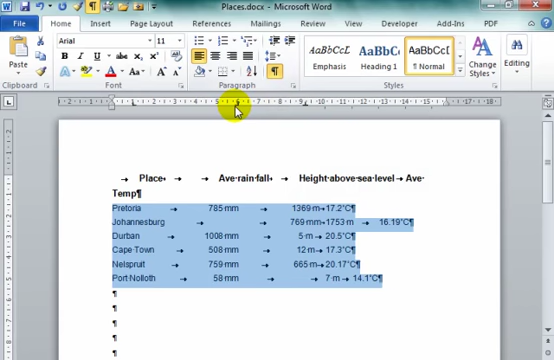 Places.docx - Microsoft Word
File Home Insert Page Layout References Mailings Review View Developer Add-Ins PDF
Paste
Clipboard
Arial 11
B I U abc
Font
Paragraph
AaBbCcL AaBbC AaBbCcI
Emphasis Heading 1 ¶ Normal
Change Styles
Styles
Editing
→ Place → → Ave·rain·fall → Height·above·sea·level → Ave·
Temp¶
Pretoria → 785·mm → 1369·m→17.2°C¶
Johannesburg → 769·mm→1753·m → 16.19°C¶
Durban → 1008·mm → 5·m → 20.5°C¶
Cape·Town → 508·mm → 12·m→17.3°C¶
Nelspruit → 759·mm → 665·m→20.17°C¶
Port·Nolloth → 58·mm → → 7·m → 14.1°C¶
¶
¶
¶
¶
¶